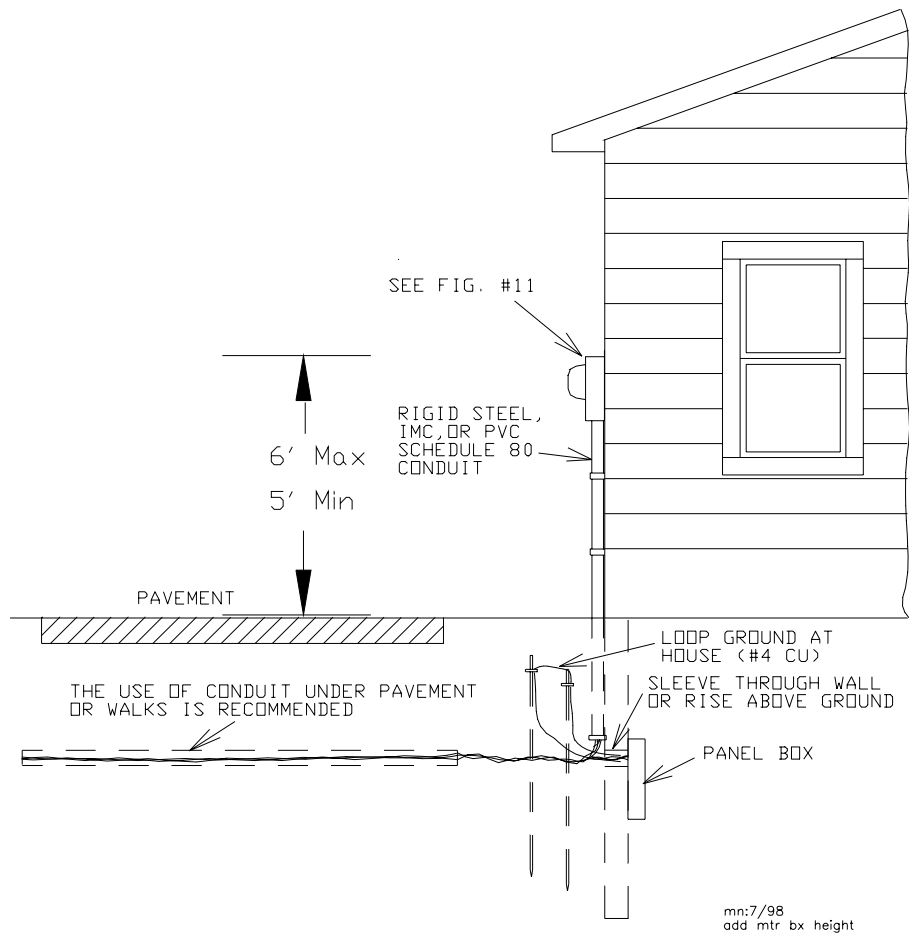 SEE FIG. #11
RIGID STEEL,
IMC,OR PVC
SCHEDULE 80
CONDUIT
6' Max
5' Min
PAVEMENT
LOOP GROUND AT
HOUSE (#4 CU)
THE USE OF CONDUIT UNDER PAVEMENT
OR WALKS IS RECOMMENDED
SLEEVE THROUGH WALL
OR RISE ABOVE GROUND
PANEL BOX
mn:7/98
add mtr bx height